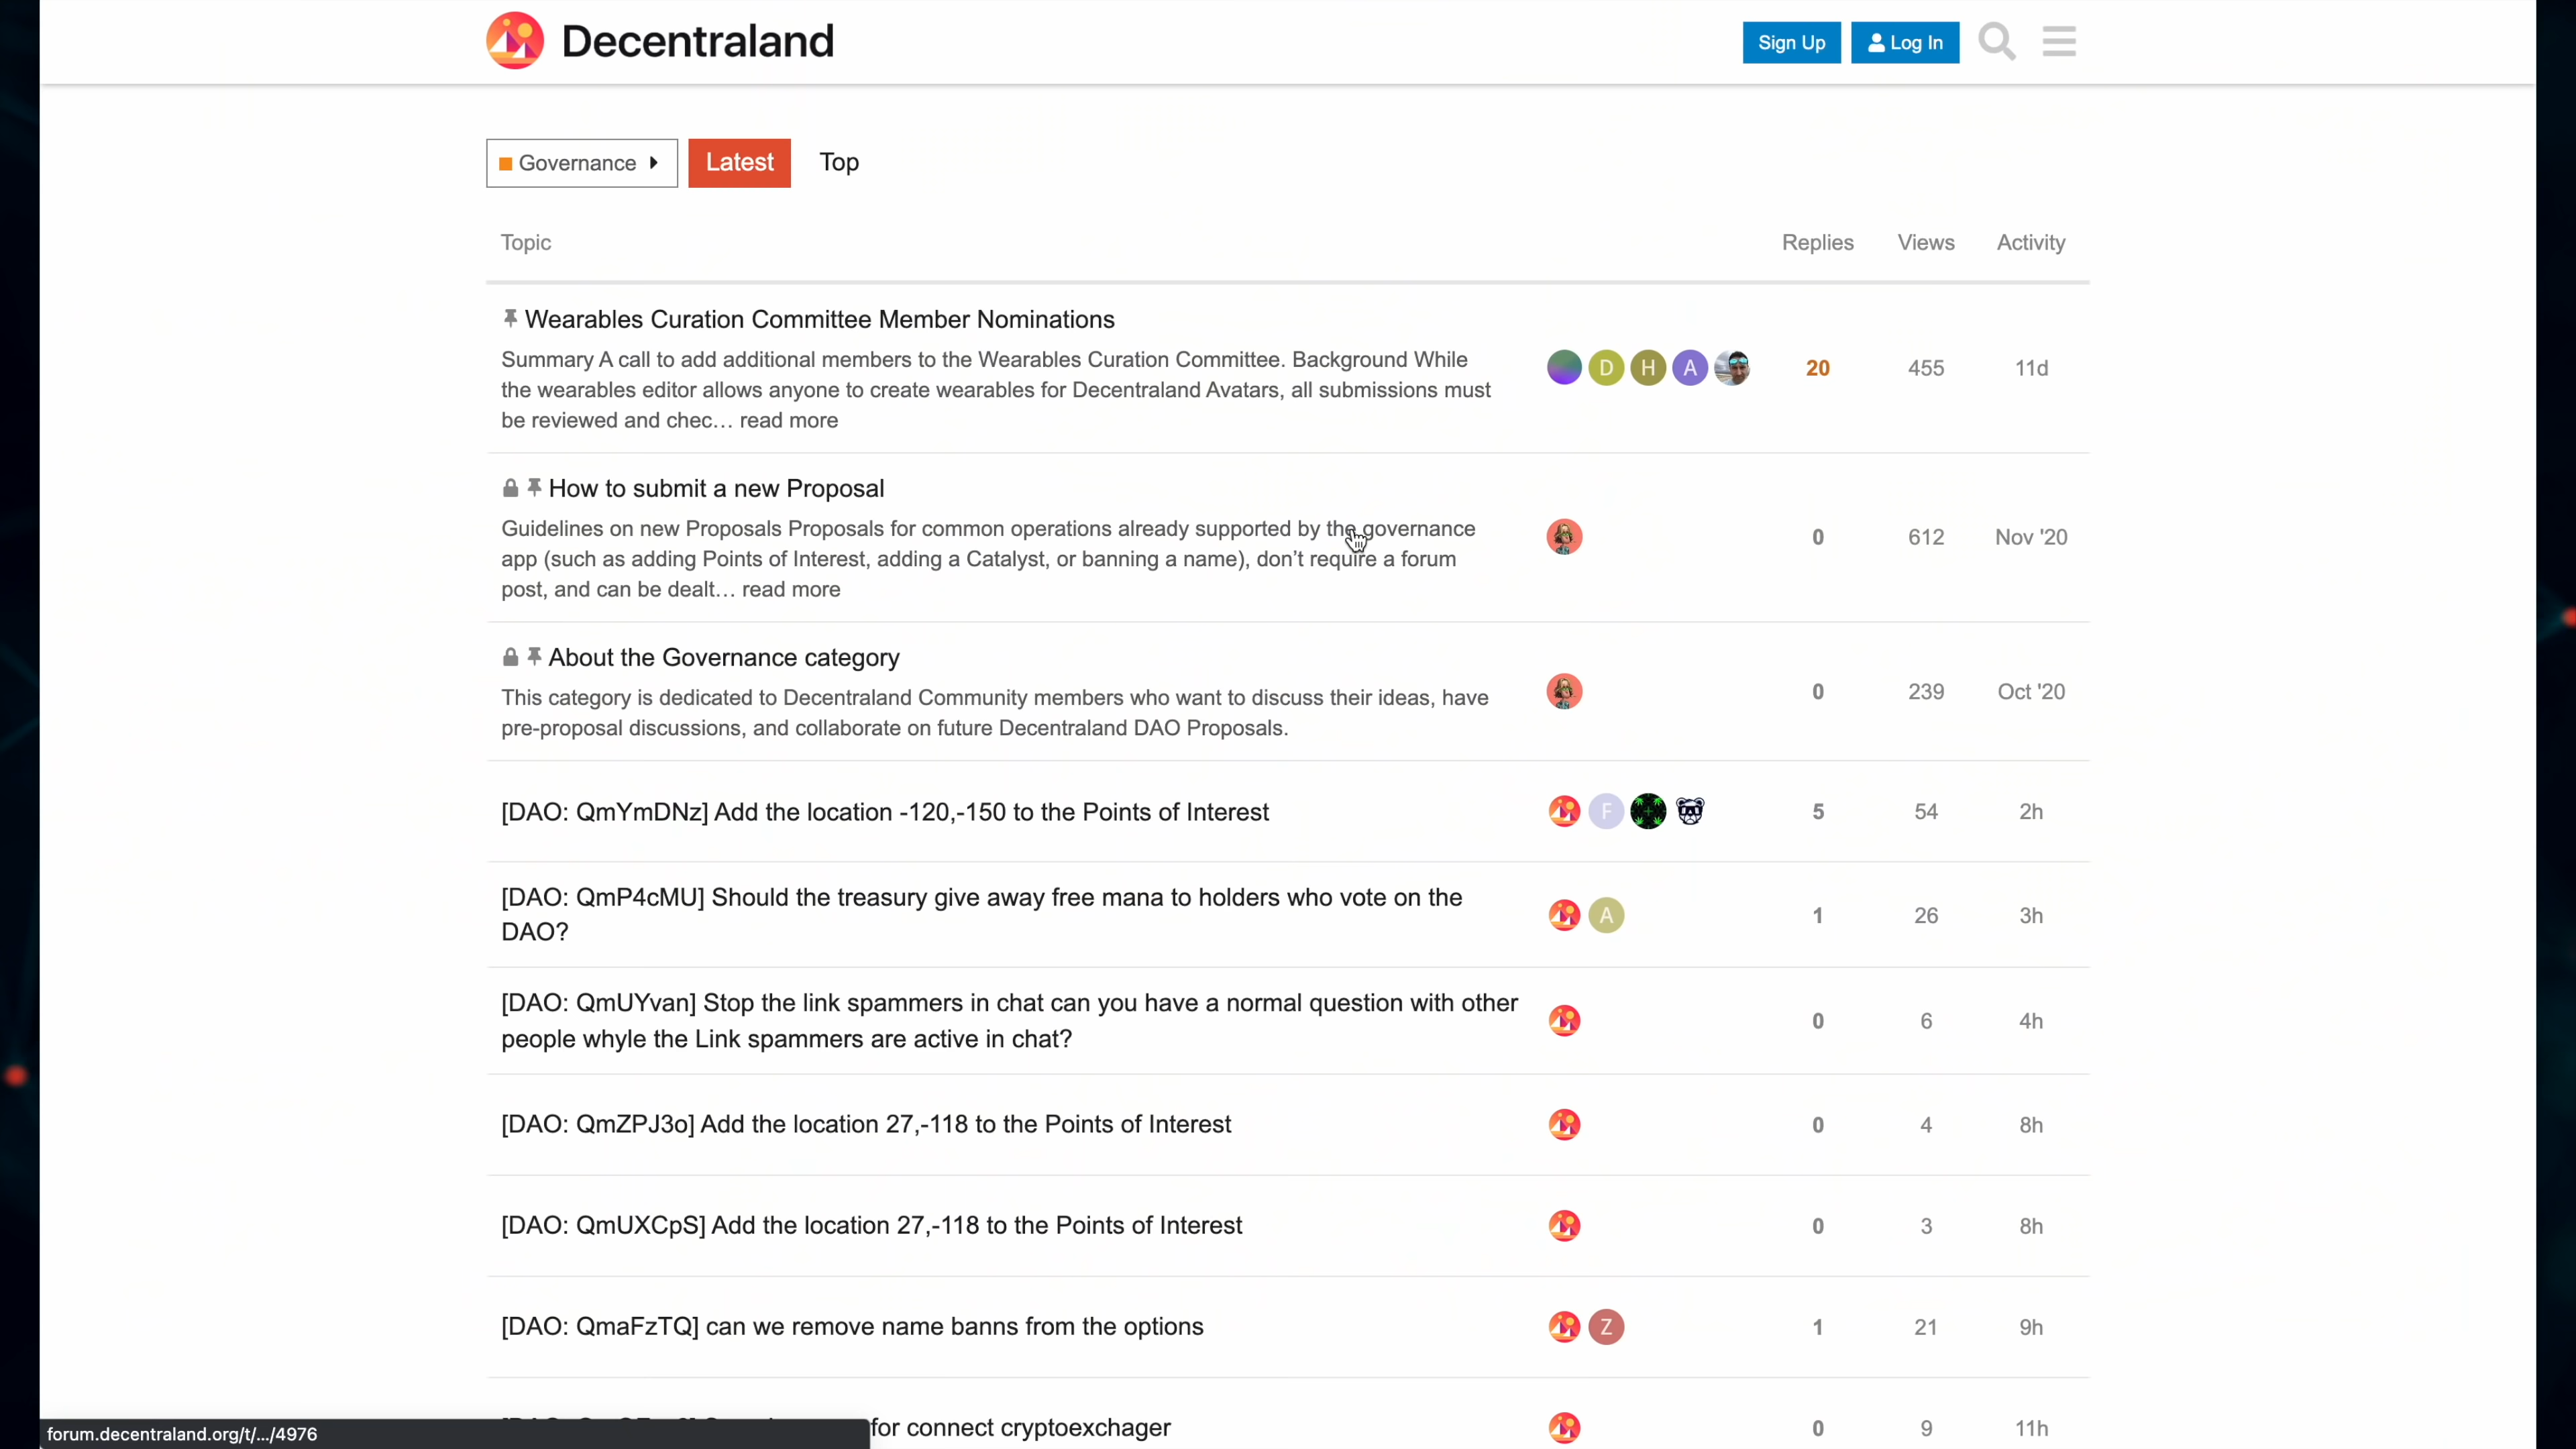 Decentraland
Sign Up
Log In
Governance
Latest
Top
Topic
Replies
Views
Activity
Wearables Curation Committee Member Nominations
Summary A call to add additional members to the Wearables Curation Committee. Background While
the wearables editor allows anyone to create wearables for Decentraland Avatars, all submissions must
be reviewed and chec… read more
D
H
A
20
455
11d
How to submit a new Proposal
Guidelines on new Proposals Proposals for common operations already supported by the governance
app (such as adding Points of Interest, adding a Catalyst, or banning a name), don’t require a forum
post, and can be dealt… read more
0
612
Nov '20
About the Governance category
This category is dedicated to Decentraland Community members who want to discuss their ideas, have
pre-proposal discussions, and collaborate on future Decentraland DAO Proposals.
0
239
Oct '20
[DAO: QmYmDNz] Add the location -120,-150 to the Points of Interest
F
5
54
2h
[DAO: QmP4cMU] Should the treasury give away free mana to holders who vote on the
DAO?
A
1
26
3h
[DAO: QmUYvan] Stop the link spammers in chat can you have a normal question with other
people whyle the Link spammers are active in chat?
0
6
4h
[DAO: QmZPJ3o] Add the location 27,-118 to the Points of Interest
0
4
8h
[DAO: QmUXCpS] Add the location 27,-118 to the Points of Interest
0
3
8h
[DAO: QmaFzTQ] can we remove name banns from the options
Z
1
21
9h
for connect cryptoexchager
0
9
11h
forum.decentraland.org/t/.../4976